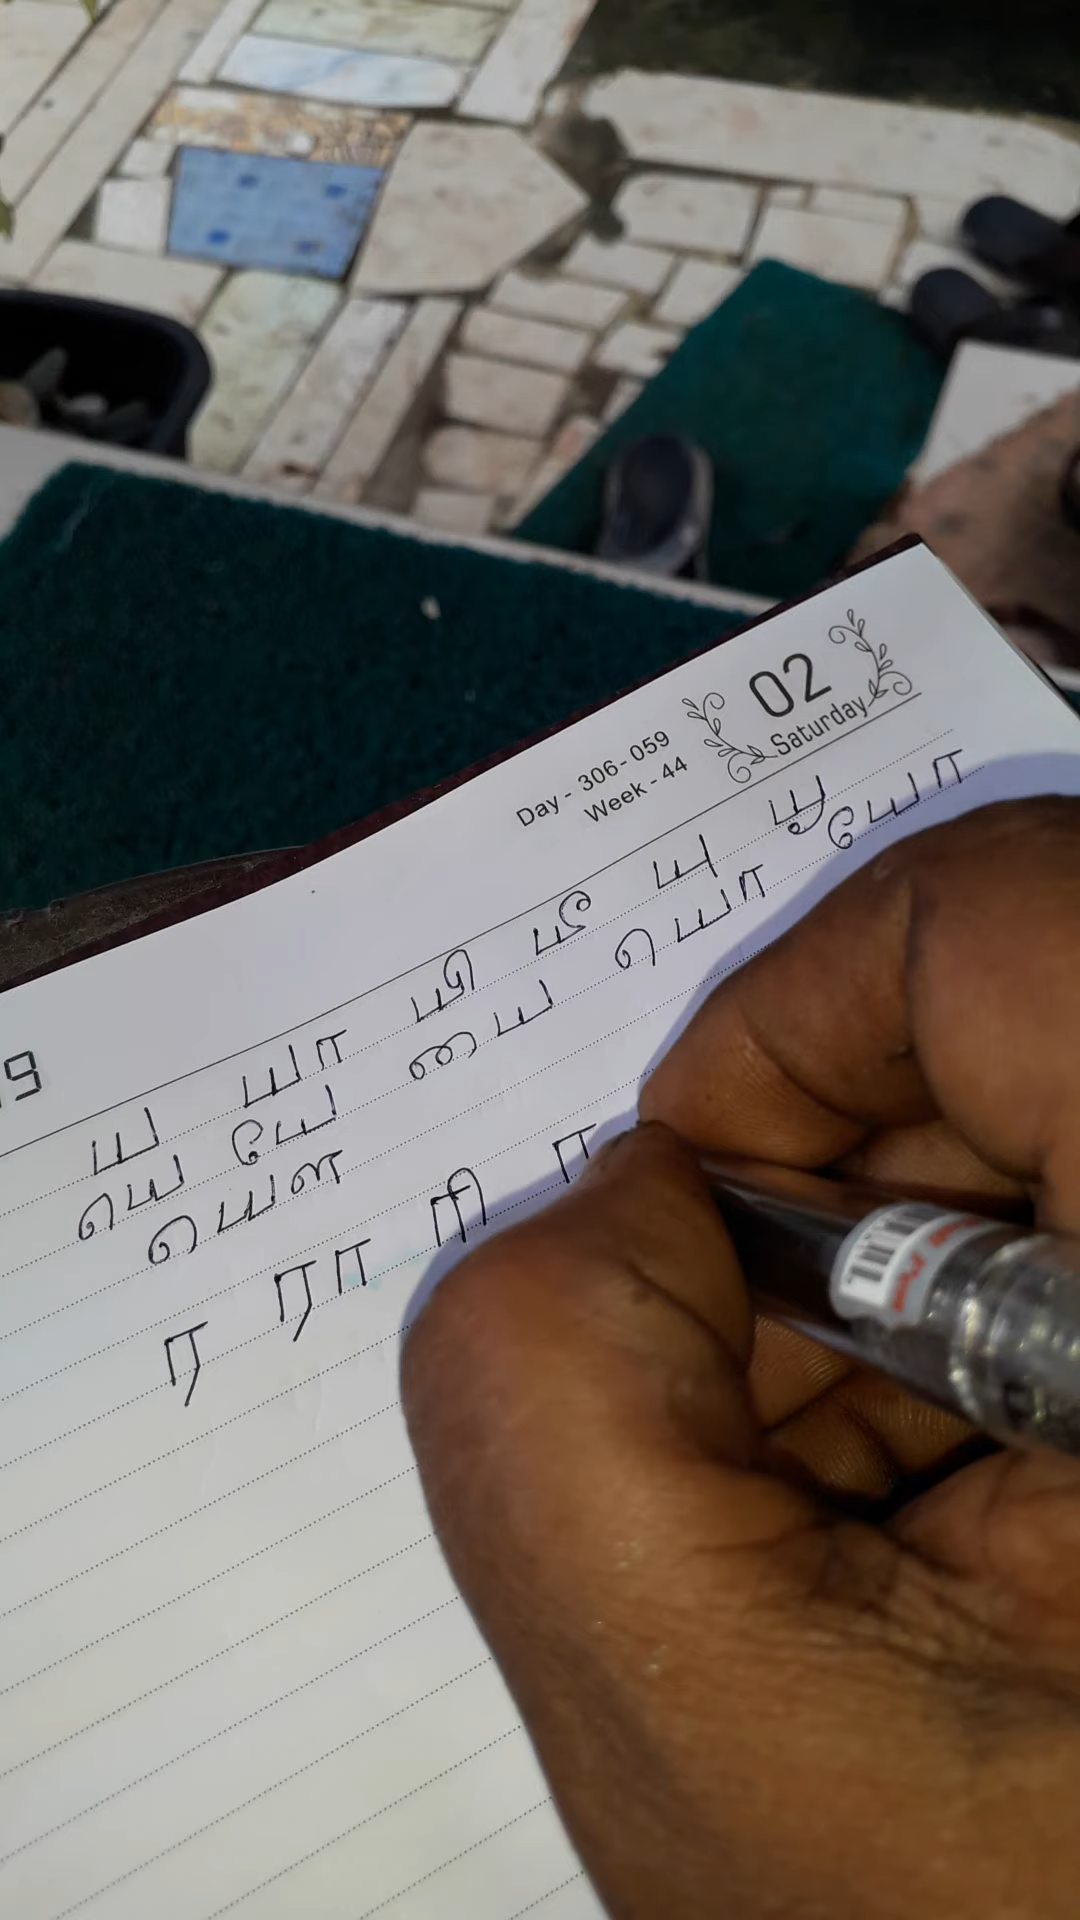 02
Saturday
Day - 306-059
Week - 44
ய யா யி யீ யு யூ
யெ யே யை யொ யோ
யௌ
ர ரா ரி